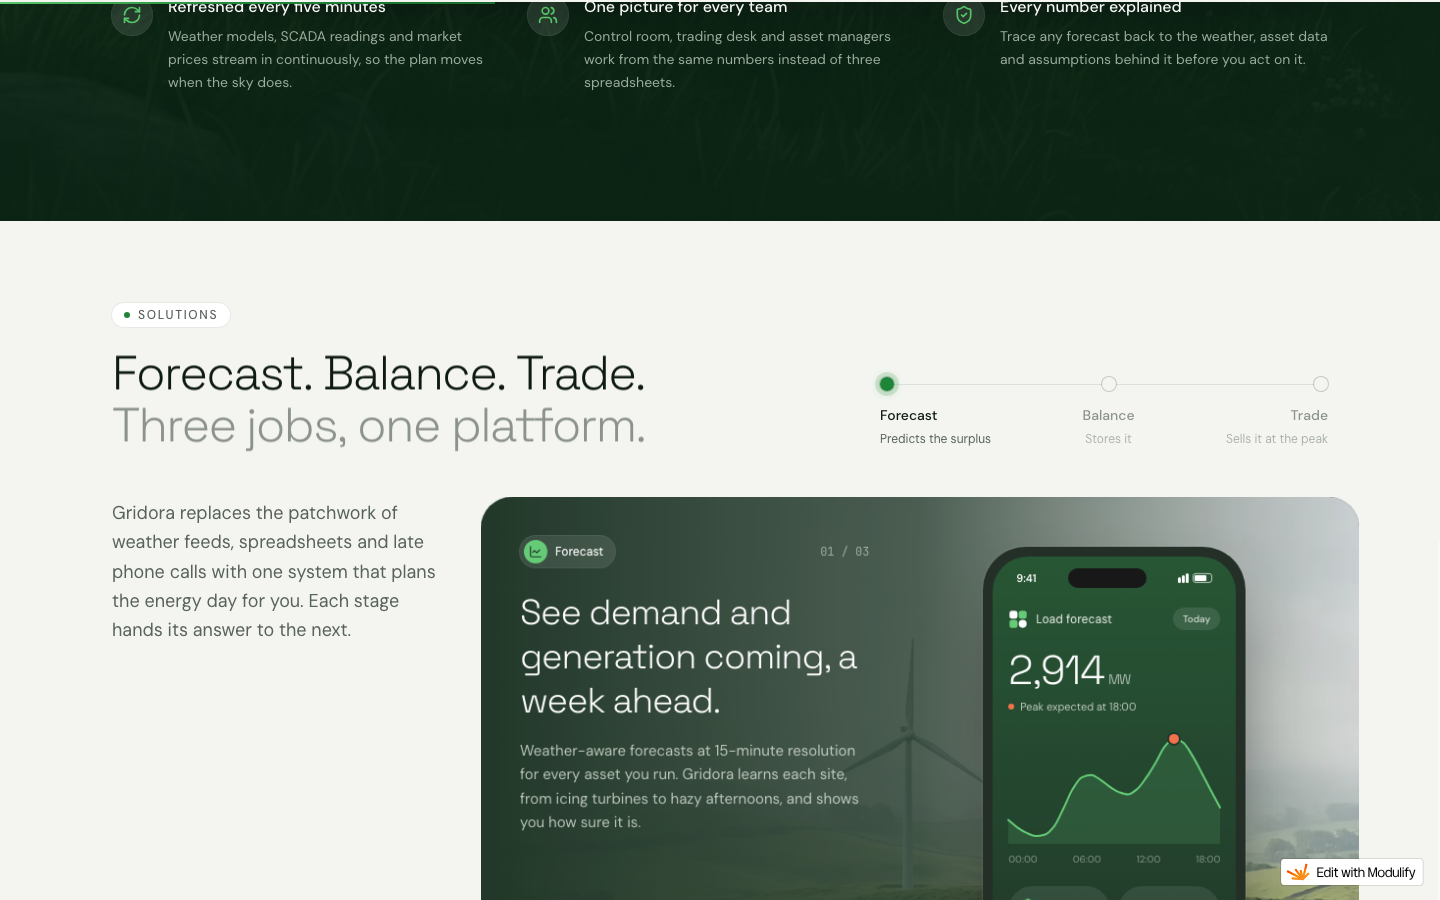 Refreshed every five minutes
Weather models, SCADA readings and market
prices stream in continuously, so the plan moves
when the sky does.
One picture for every team
Control room, trading desk and asset managers
work from the same numbers instead of three
spreadsheets.
Every number explained
Trace any forecast back to the weather, asset data
and assumptions behind it before you act on it.
SOLUTIONS
Forecast. Balance. Trade.
Three jobs, one platform.
Forecast
Predicts the surplus
Balance
Stores it
Trade
Sells it at the peak
Gridora replaces the patchwork of
weather feeds, spreadsheets and late
phone calls with one system that plans
the energy day for you. Each stage
hands its answer to the next.
Forecast
01 / 03
See demand and
generation coming, a
week ahead.
Weather-aware forecasts at 15-minute resolution
for every asset you run. Gridora learns each site,
from icing turbines to hazy afternoons, and shows
you how sure it is.
9:41
Load forecast
Today
2,914 MW
Peak expected at 18:00
00:00 06:00 12:00 18:00
Edit with Modulify